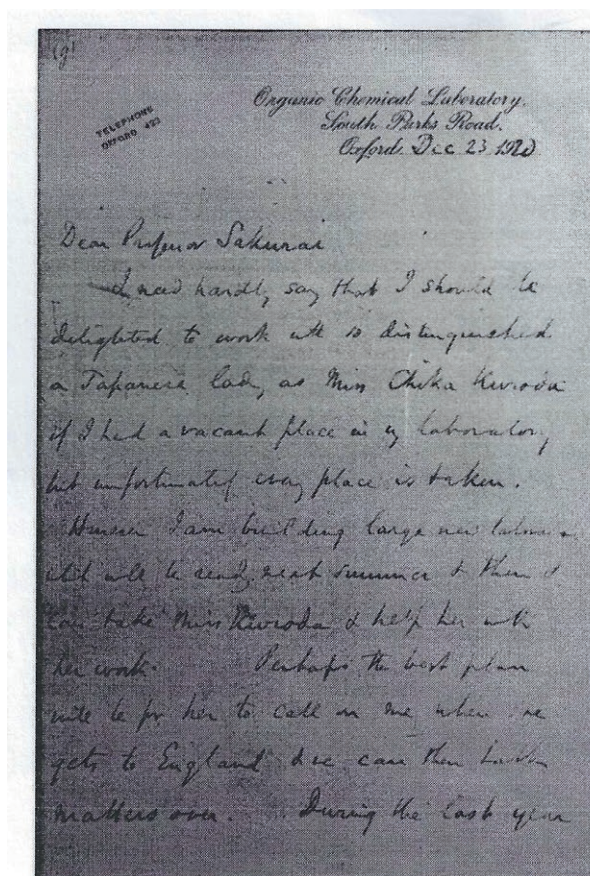 (9)
TELEPHONE
OXFORD 423
Organic Chemical Laboratory,
South Parks Road,
Oxford. Dec 23 1920
Dear Professor Sakurai
I need hardly say that I should be
delighted to work with so distinguished
a Japanese lady as Miss Chika Kuroda
if I had a vacant place in my laboratory
but unfortunately every place is taken.
However I am building large new
which will be ready next summer & then I
can take Miss Kuroda & help her with
her work. Perhaps the best plan
will be for her to call on me when she
gets to England & we can then
matters over. During the last year